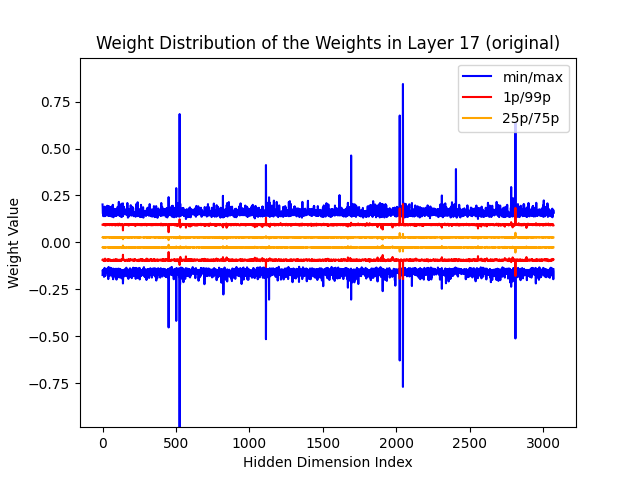 Weight Distribution of the Weights in Layer 17 (original)
min/max
1p/99p
25p/75p
0.75
0.50
0.25
0.00
−0.25
−0.50
−0.75
Weight Value
0
500
1000
1500
2000
2500
3000
Hidden Dimension Index